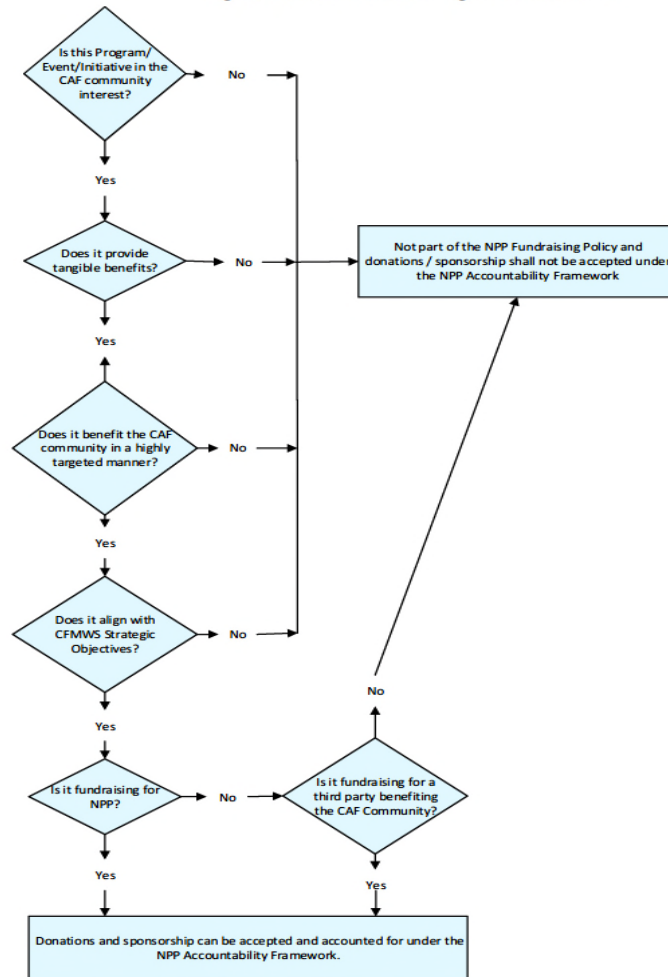 Is this Program/
Event/Initiative in the
CAF community
interest?
No
Yes
Does it provide
tangible benefits?
No
Not part of the NPP Fundraising Policy and
donations / sponsorship shall not be accepted under
the NPP Accountability Framework
Yes
Does it benefit the CAF
community in a highly
targeted manner?
No
Yes
Does it align with
CFMWS Strategic
Objectives?
No
No
Yes
Is it fundraising for
NPP?
No
Is it fundraising for a
third party benefiting
the CAF Community?
Yes
Yes
Donations and sponsorship can be accepted and accounted for under the
NPP Accountability Framework.